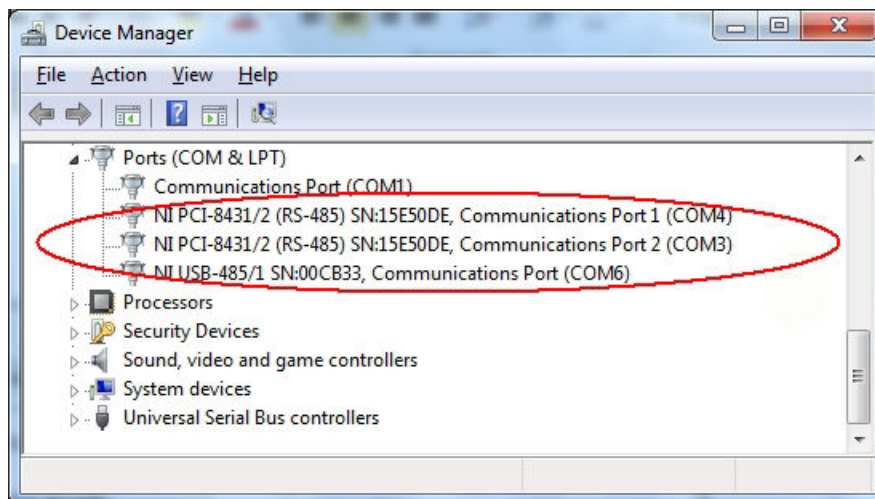 Device Manager
File Action View Help
Ports (COM & LPT)
Communications Port (COM1)
NI PCI-8431/2 (RS-485) SN:15E50DE, Communications Port 1 (COM4)
NI PCI-8431/2 (RS-485) SN:15E50DE, Communications Port 2 (COM3)
NI USB-485/1 SN:00CB33, Communications Port (COM6)
Processors
Security Devices
Sound, video and game controllers
System devices
Universal Serial Bus controllers